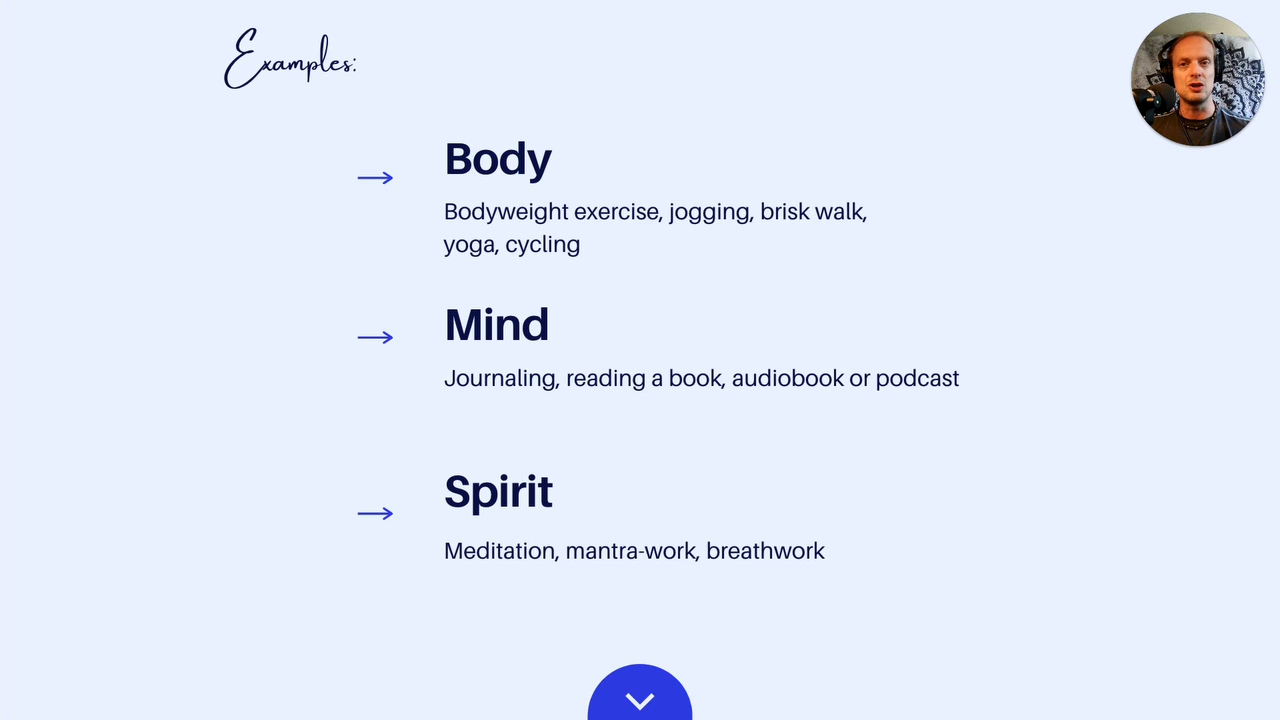 Examples:
Body
Bodyweight exercise, jogging, brisk walk,
yoga, cycling
Mind
Journaling, reading a book, audiobook or podcast
Spirit
Meditation, mantra-work, breathwork